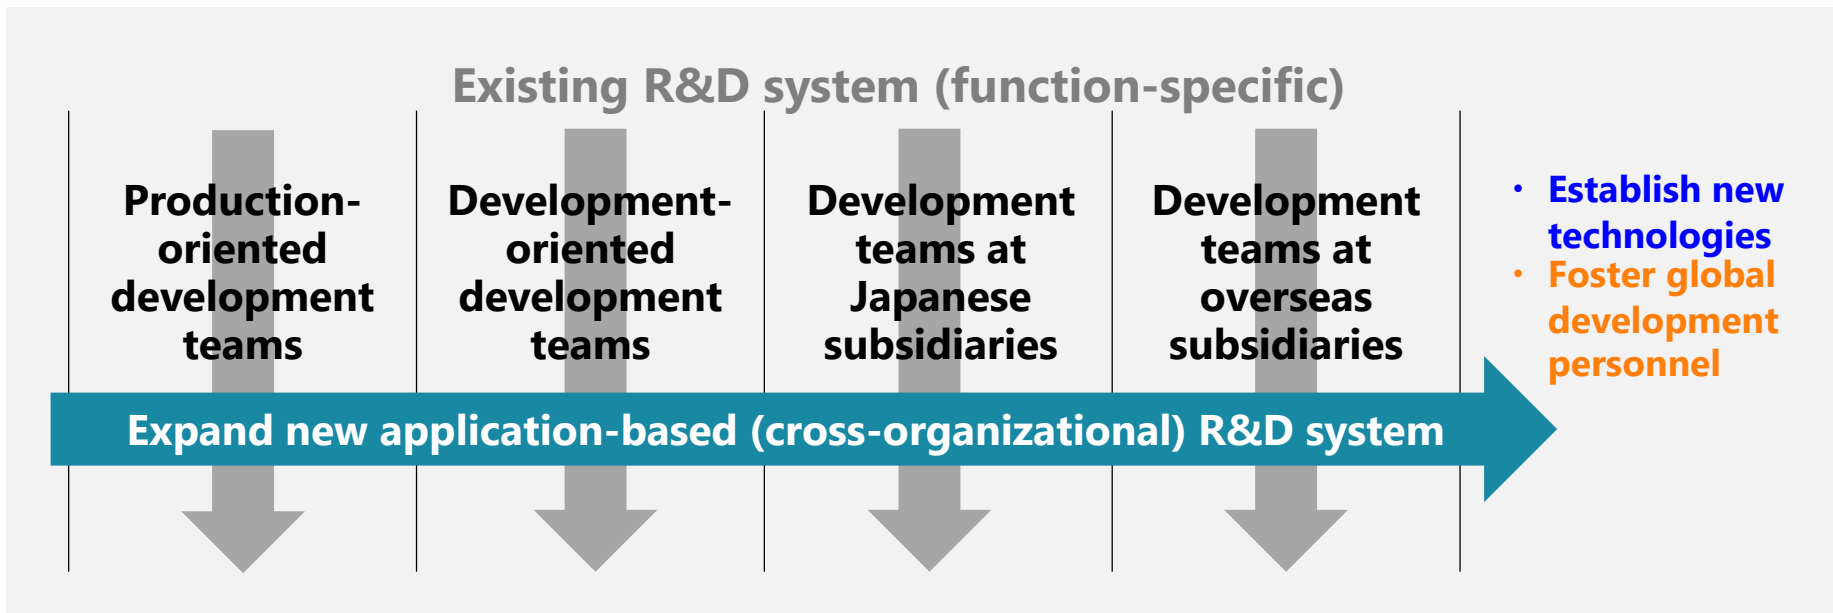 Existing R&D system (function-specific)
Production-
oriented
development
teams
Development-
oriented
development
teams
Development
teams at
Japanese
subsidiaries
Development
teams at
overseas
subsidiaries
・ Establish new
technologies
・ Foster global
development
personnel
Expand new application-based (cross-organizational) R&D system